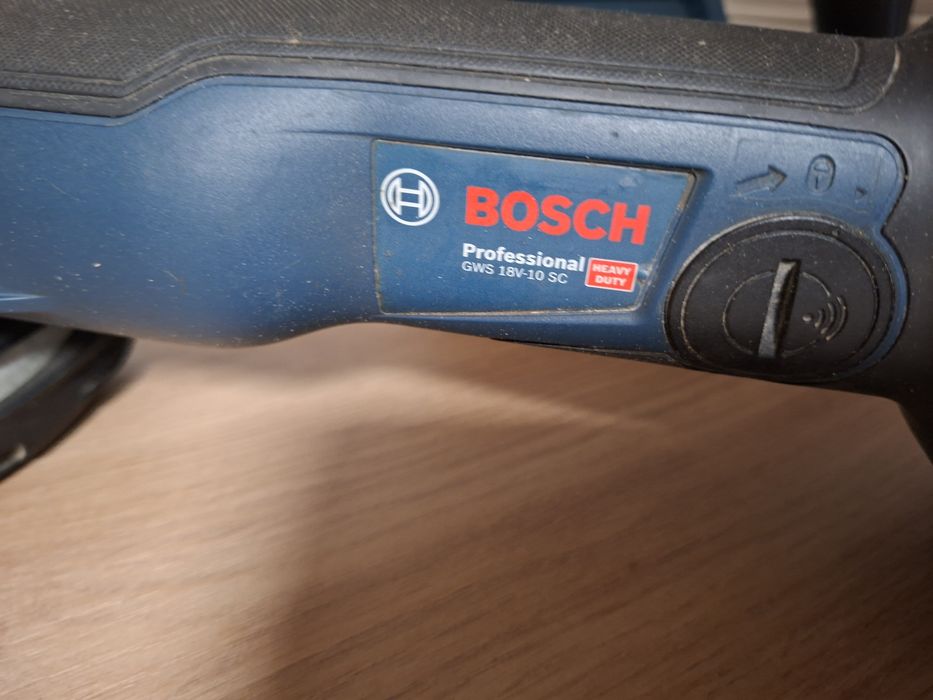 BOSCH
Professional
GWS 18V-10 SC
HEAVY
DUTY